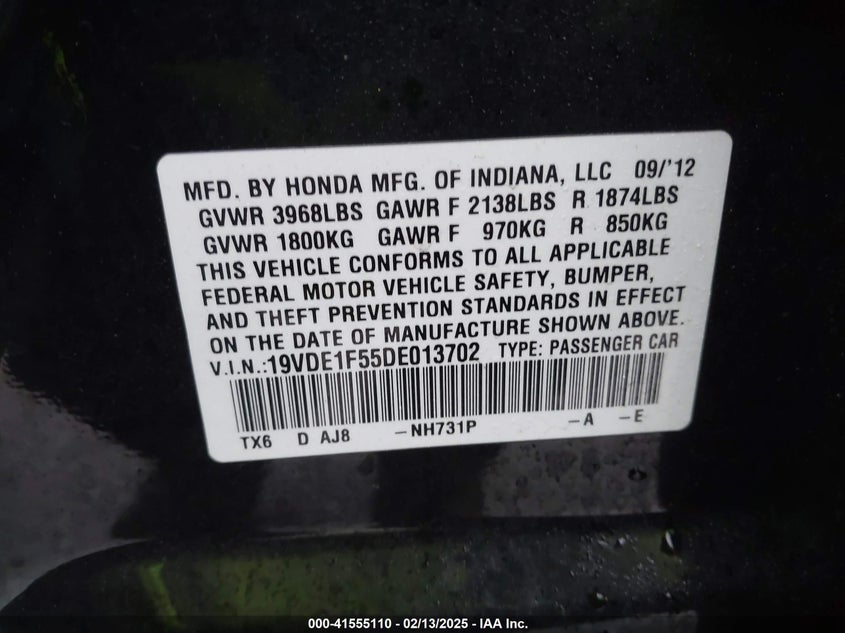 MFD. BY HONDA MFG. OF INDIANA, LLC 09/'12
GVWR 3968LBS GAWR F 2138LBS R 1874LBS
GVWR 1800KG GAWR F 970KG R 850KG
THIS VEHICLE CONFORMS TO ALL APPLICABLE
FEDERAL MOTOR VEHICLE SAFETY, BUMPER,
AND THEFT PREVENTION STANDARDS IN EFFECT
ON THE DATE OF MANUFACTURE SHOWN ABOVE.
V.I.N.:19VDE1F55DE013702 TYPE: PASSENGER CAR
TX6 D AJ8 –NH731P –A –E
000-41555110 - 02/13/2025 - IAA Inc.